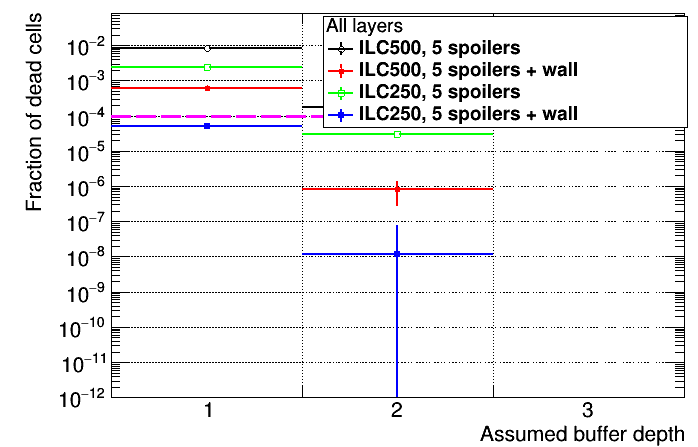 All layers
ILC500, 5 spoilers
ILC500, 5 spoilers + wall
ILC250, 5 spoilers
ILC250, 5 spoilers + wall
Fraction of dead cells
10⁻²
10⁻³
10⁻⁴
10⁻⁵
10⁻⁶
10⁻⁷
10⁻⁸
10⁻⁹
10⁻¹⁰
10⁻¹¹
10⁻¹²
1 2 3
Assumed buffer depth